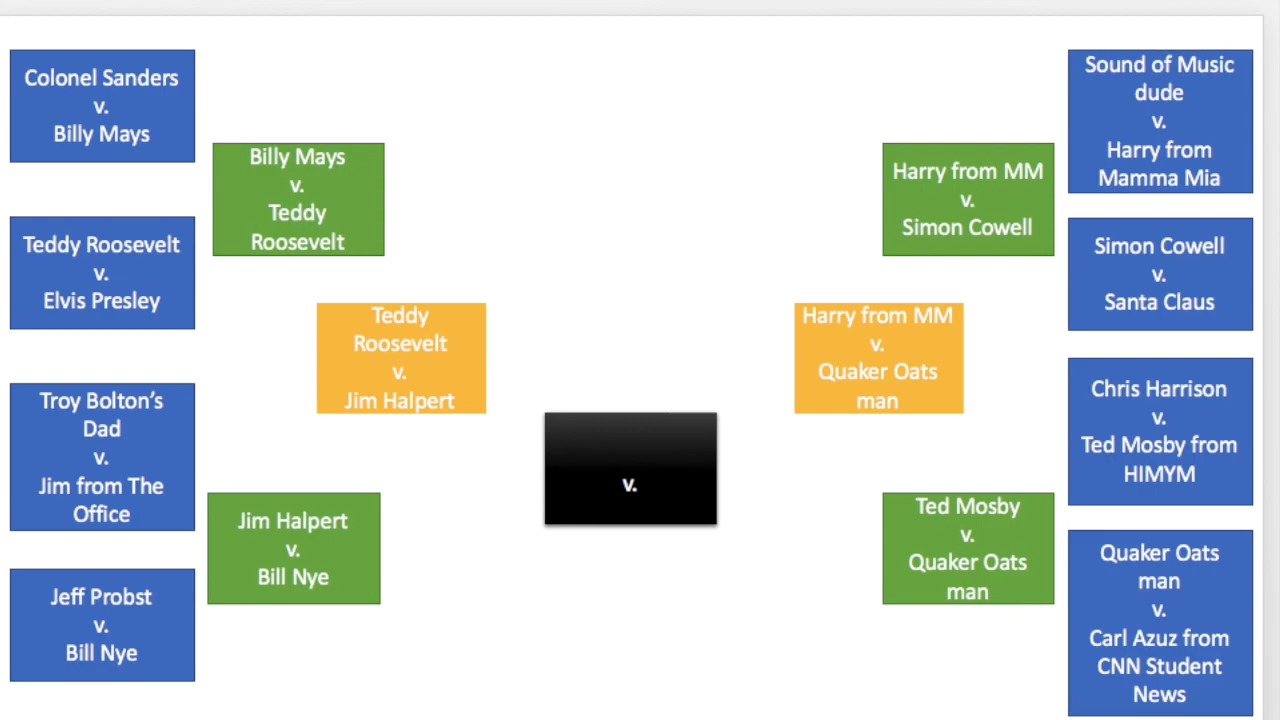 Colonel Sanders
v.
Billy Mays
Teddy Roosevelt
v.
Elvis Presley
Troy Bolton’s
Dad
v.
Jim from The
Office
Jeff Probst
v.
Bill Nye
Billy Mays
v.
Teddy
Roosevelt
Jim Halpert
v.
Bill Nye
Teddy
Roosevelt
v.
Jim Halpert
v.
Harry from MM
v.
Quaker Oats
man
Harry from MM
v.
Simon Cowell
Ted Mosby
v.
Quaker Oats
man
Sound of Music
dude
v.
Harry from
Mamma Mia
Simon Cowell
v.
Santa Claus
Chris Harrison
v.
Ted Mosby from
HIMYM
Quaker Oats
man
v.
Carl Azuz from
CNN Student
News